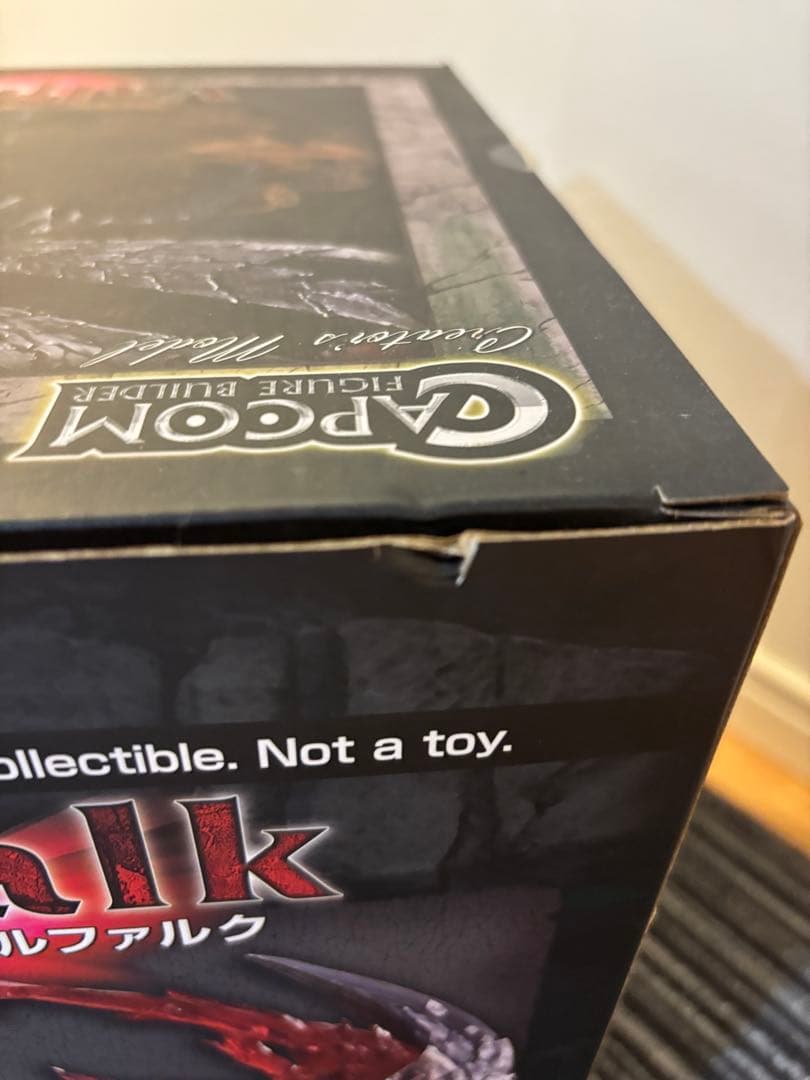 Creator's Model
CAPCOM
FIGURE BUILDER
ollectible. Not a toy.
alk
ルファルク